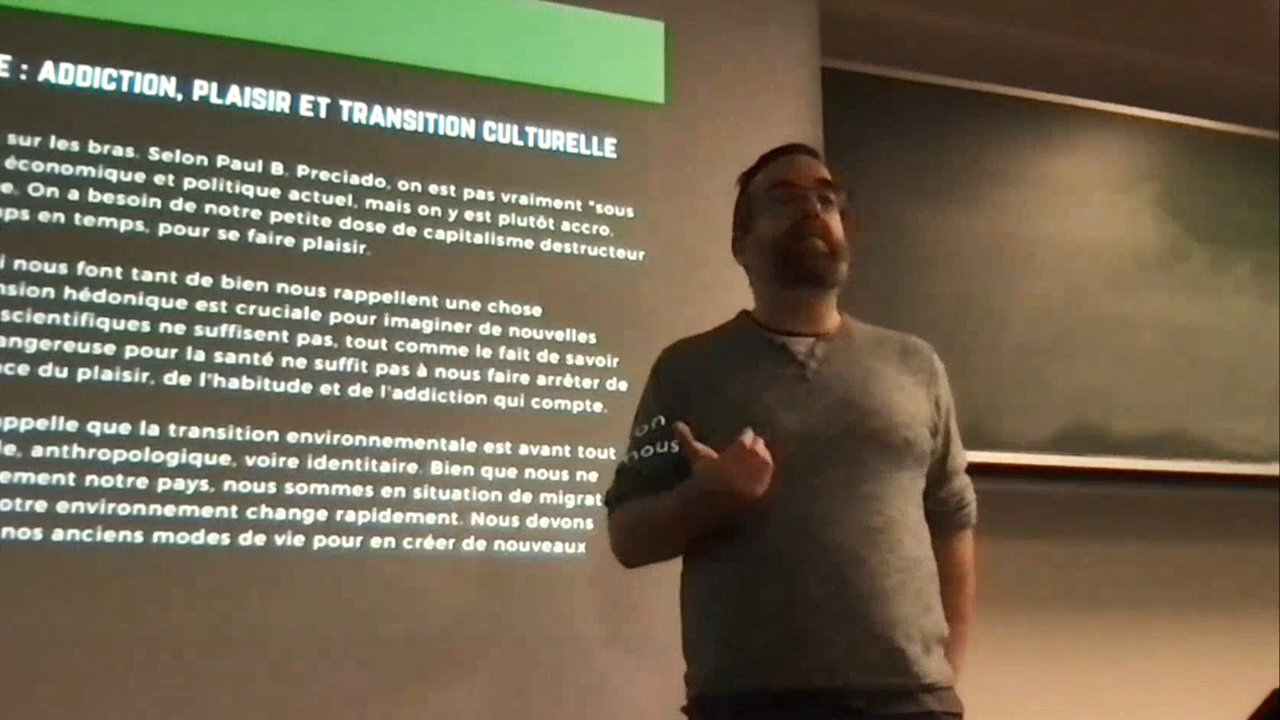 E : ADDICTION, PLAISIR ET TRANSITION CULTURELLE
sur les bras. Selon Paul B. Preciado, on est pas vraiment "sous
économique et politique actuel, mais on y est plutôt accro.
e. On a besoin de notre petite dose de capitalisme destructeur
ps en temps, pour se faire plaisir.
i nous font tant de bien nous rappellent une chose
nsion hédonique est cruciale pour imaginer de nouvelles
scientifiques ne suffisent pas, tout comme le fait de savoir
angereuse pour la santé ne suffit pas à nous faire arrêter de
ce du plaisir, de l'habitude et de l'addiction qui compte.
appelle que la transition environnementale est avant tout
le, anthropologique, voire identitaire. Bien que nous ne
ement notre pays, nous sommes en situation de migrat on
otre environnement change rapidement. Nous devons nous
nos anciens modes de vie pour en créer de nouveaux